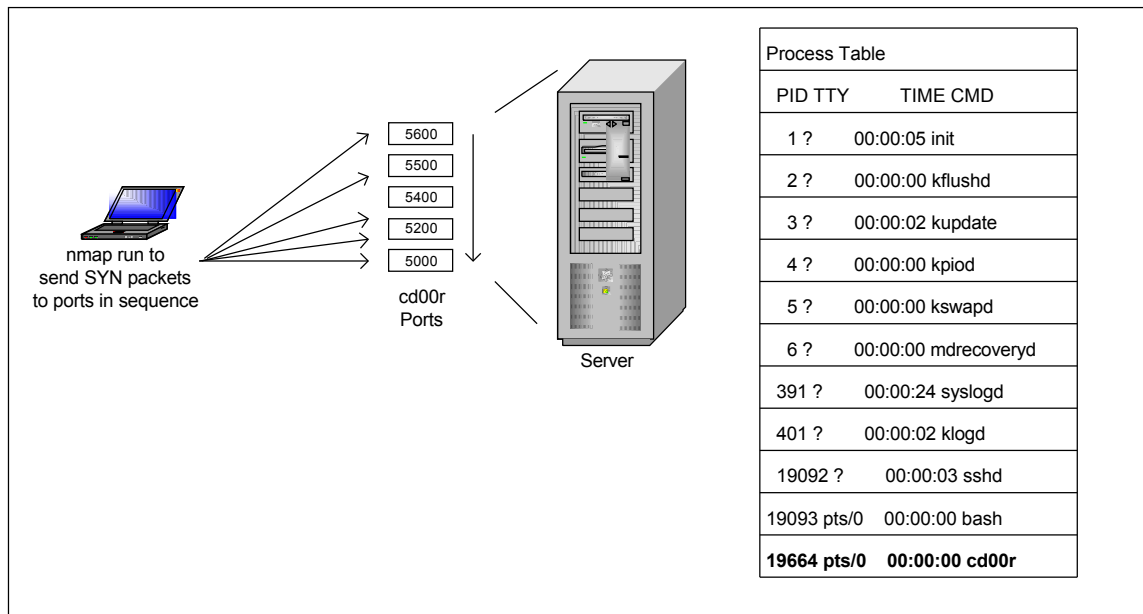 nmap run to
send SYN packets
to ports in sequence
5600
5500
5400
5200
5000
cd00r
Ports
Server
Process Table
PID TTY TIME CMD
1 ? 00:00:05 init
2 ? 00:00:00 kflushd
3 ? 00:00:02 kupdate
4 ? 00:00:00 kpiod
5 ? 00:00:00 kswapd
6 ? 00:00:00 mdrecoveryd
391 ? 00:00:24 syslogd
401 ? 00:00:02 klogd
19092 ? 00:00:03 sshd
19093 pts/0 00:00:00 bash
19664 pts/0 00:00:00 cd00r